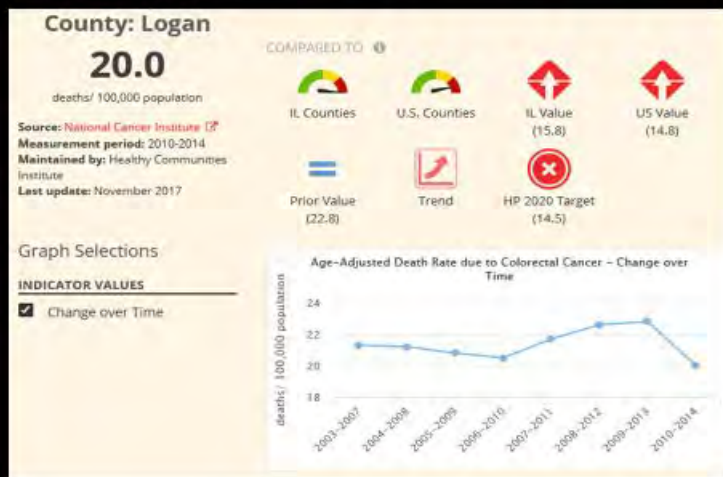 County: Logan
20.0
deaths/ 100,000 population
Source: National Cancer Institute
Measurement period: 2010-2014
Maintained by: Healthy Communities
Institute
Last update: November 2017
COMPARED TO
IL Counties
U.S. Counties
IL Value
(15.8)
US Value
(14.8)
Prior Value
(22.8)
Trend
HP 2020 Target
(14.5)
Graph Selections
INDICATOR VALUES
Change over Time
Age-Adjusted Death Rate due to Colorectal Cancer - Change over
Time
deaths / 100,000 population
24
22
20
18
2003-2007
2004-2008
2005-2009
2006-2010
2007-2011
2008-2012
2009-2013
2010-2014